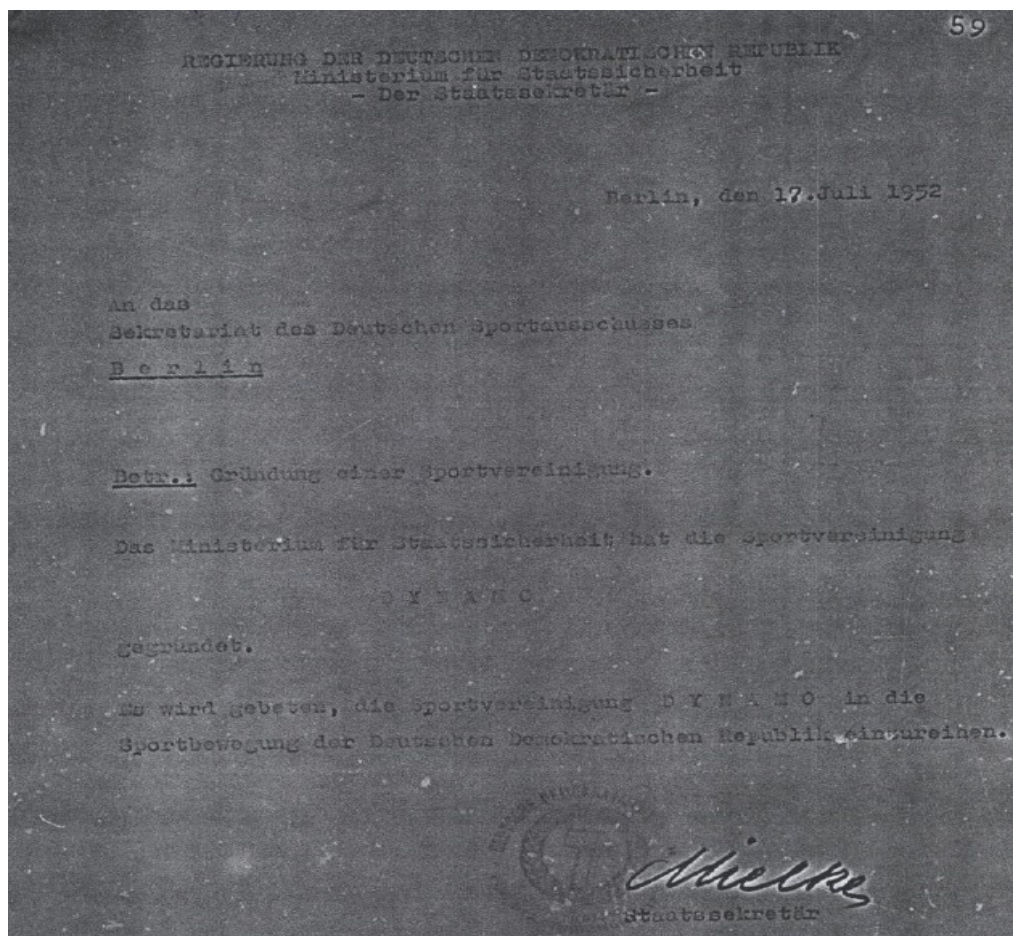 59
REGIERUNG DER DEUTSCHEN DEMOKRATISCHEN REPUBLIK
Ministerium für Staatssicherheit
- Der Staatssekretär -
Berlin, den 17.Juli 1952
An das
Sekretariat des Deutschen Sportausschusses
B e r l i n
Betr.: Gründung einer Sportvereinigung.
Das Ministerium für Staatssicherheit hat die Sportvereinigung
D Y N A M O
gegründet.
Es wird gebeten, die Sportvereinigung D Y N A M O in die
Sportbewegung der Deutschen Demokratischen Republik einzureihen.
Mielke
Staatssekretär